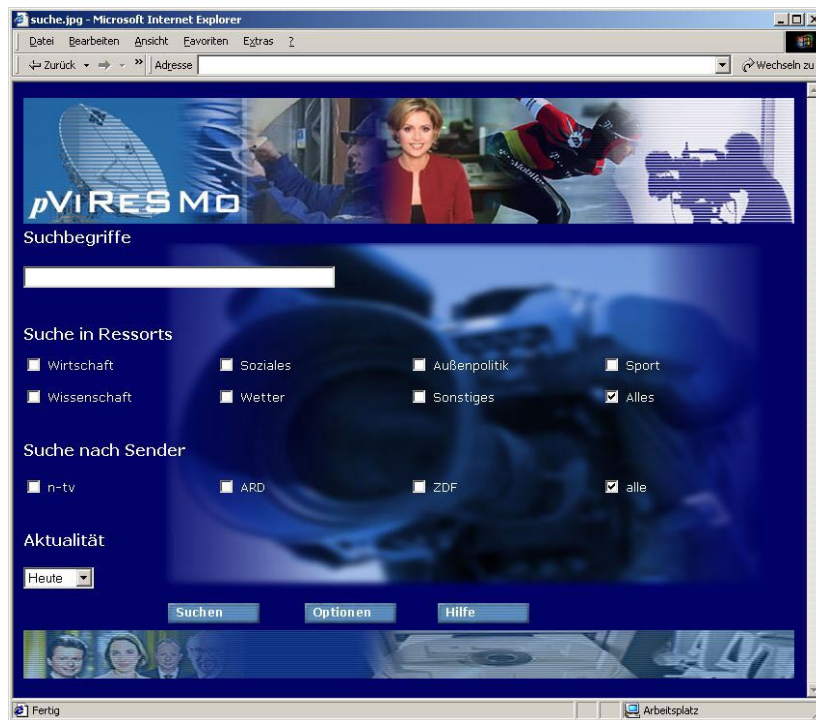 suche.jpg - Microsoft Internet Explorer
Datei Bearbeiten Ansicht Favoriten Extras ?
Zurück Adresse Wechseln zu
pViReSMo
Suchbegriffe
Suche in Ressorts
Wirtschaft Soziales Außenpolitik Sport
Wissenschaft Wetter Sonstiges Alles
Suche nach Sender
n-tv ARD ZDF alle
Aktualität
Heute
Suchen Optionen Hilfe
Fertig Arbeitsplatz